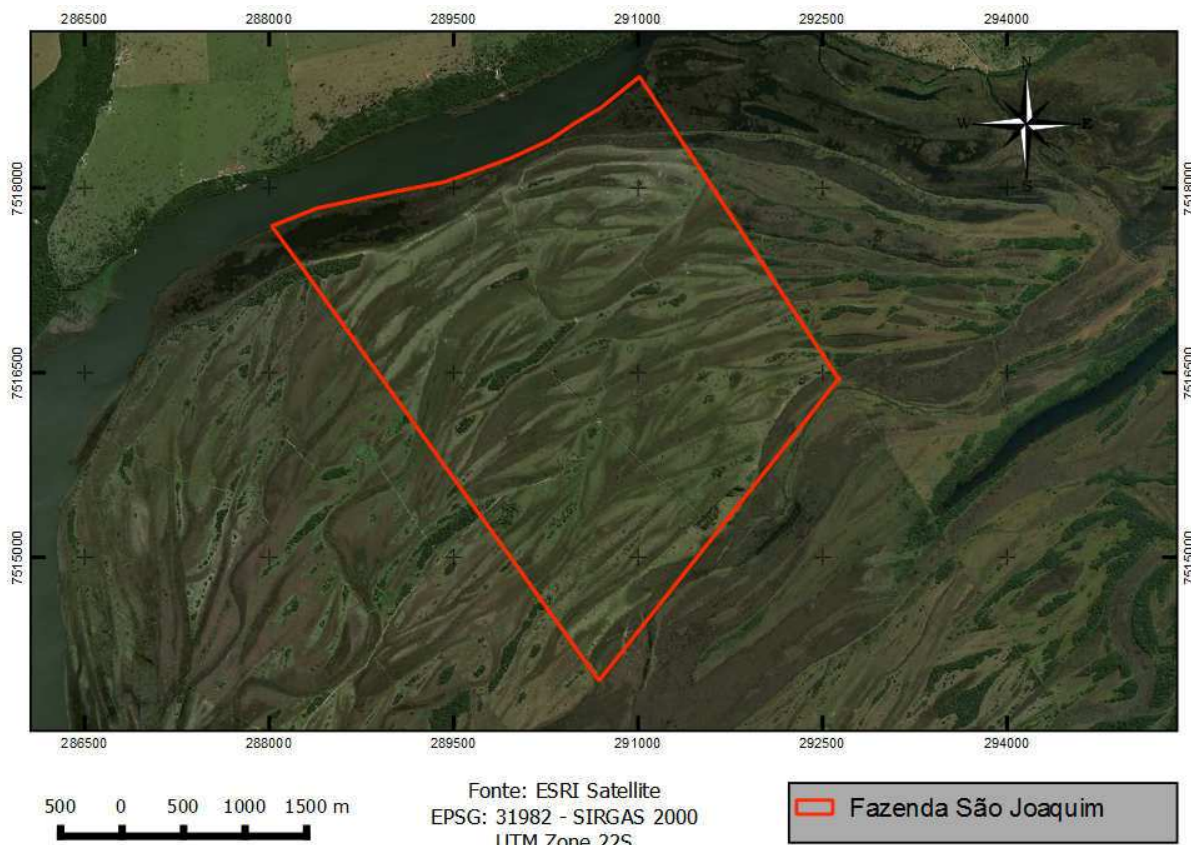 286500 288000 289500 291000 292500 294000
N
W E
S
7518000 7518000
7516500 7516500
7515000 7515000
286500 288000 289500 291000 292500 294000
500 0 500 1000 1500 m
Fonte: ESRI Satellite
EPSG: 31982 - SIRGAS 2000
UTM Zone 22S
Fazenda São Joaquim